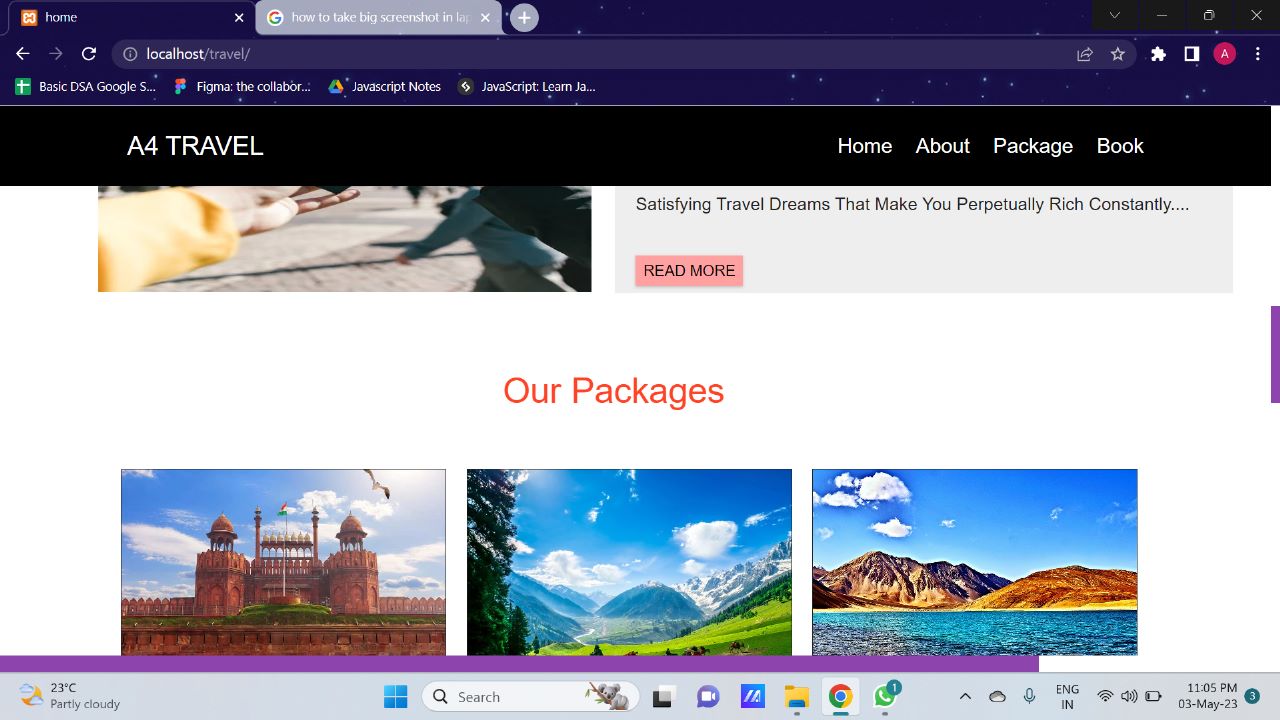 home
how to take big screenshot in lap
localhost/travel/
A
Basic DSA Google S...
Figma: the collabor...
Javascript Notes
JavaScript: Learn Ja...
A4 TRAVEL
Home About Package Book
Satisfying Travel Dreams That Make You Perpetually Rich Constantly....
READ MORE
Our Packages
23°C
Partly cloudy
Search
1
ENG
IN
11:05 PM
03-May-23
3